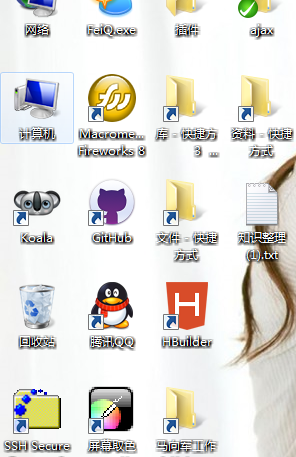 网络
FeiQ.exe
插件
ajax
计算机
Macrome...
Fireworks 8
库 - 快捷方
3 ...
资料 - 快捷
方式
Koala
GitHub
文件 - 快捷
方式
知识整理
(1).txt
回收站
腾讯QQ
HBuilder
SSH Secure
屏幕取色
马向军工作